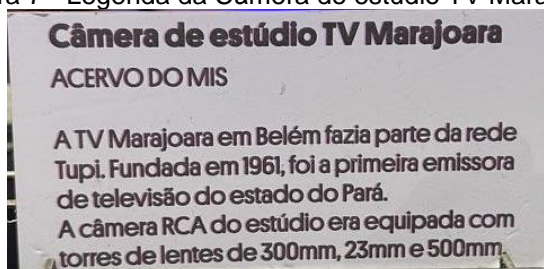 Câmera de estúdio TV Marajoara
ACERVO DO MIS
A TV Marajoara em Belém fazia parte da rede
Tupi. Fundada em 1961, foi a primeira emissora
de televisão do estado do Pará.
A câmera RCA do estúdio era equipada com
torres de lentes de 300mm, 23mm e 500mm.